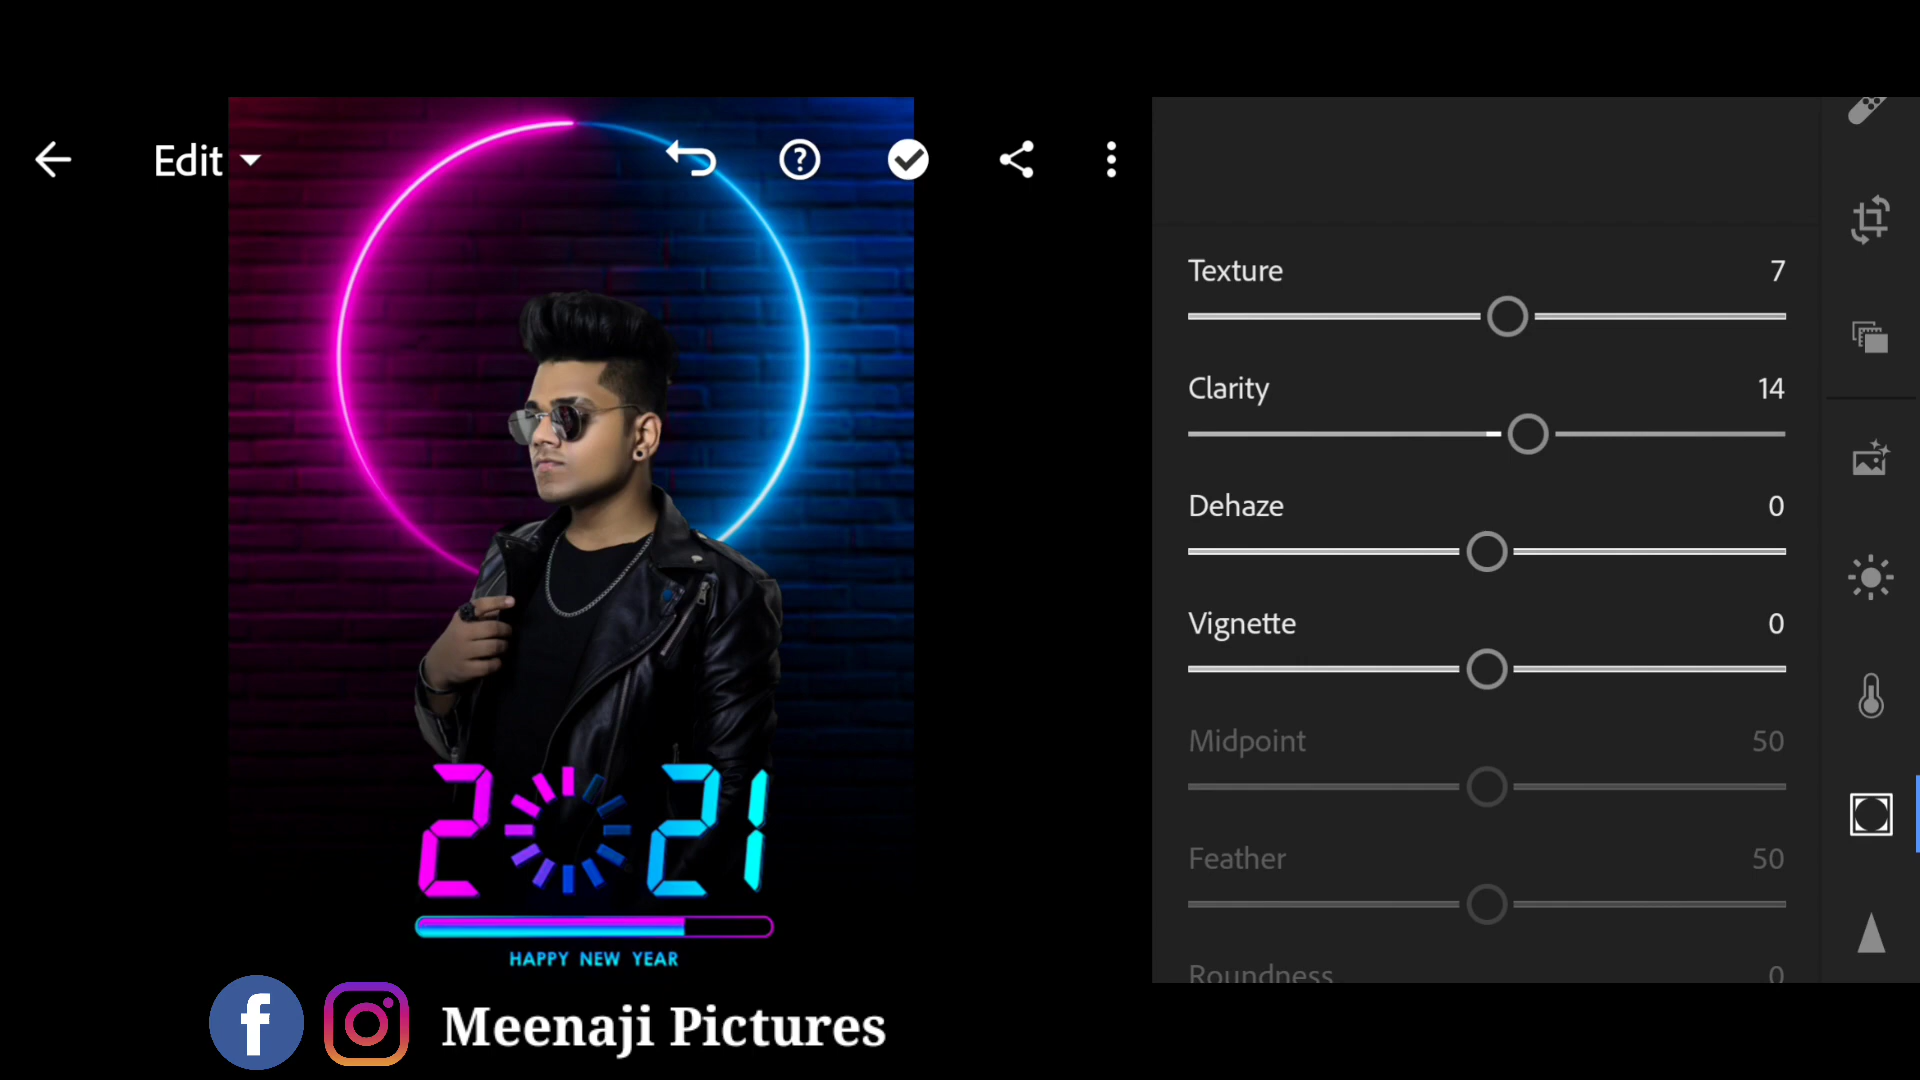 Edit
Texture 7
Clarity 14
Dehaze 0
Vignette 0
Midpoint 50
Feather 50
Roundness 0
2021
HAPPY NEW YEAR
Meenaji Pictures